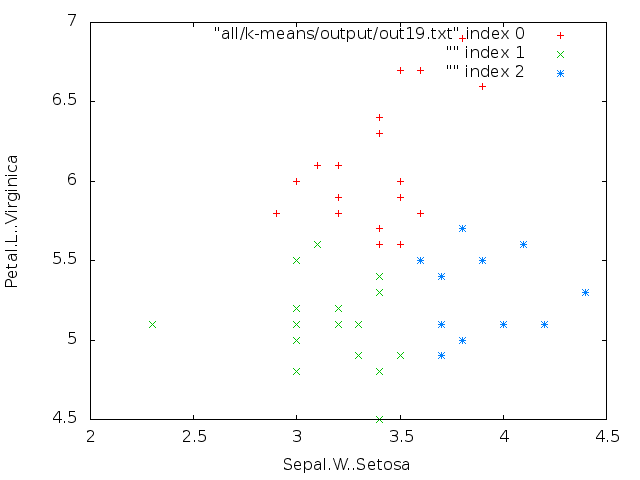 "all/k-means/output/out19.txt" index 0
"" index 1
"" index 2
7
6.5
6
5.5
5
4.5
2
2.5
3
3.5
4
4.5
Petal.L..Virginica
Sepal.W..Setosa